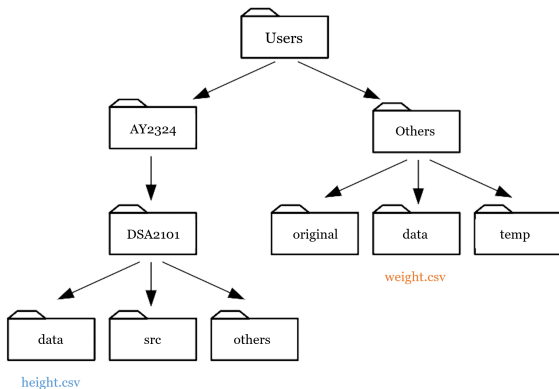 Users
AY2324
Others
DSA2101
original
data
temp
weight.csv
data
src
others
height.csv